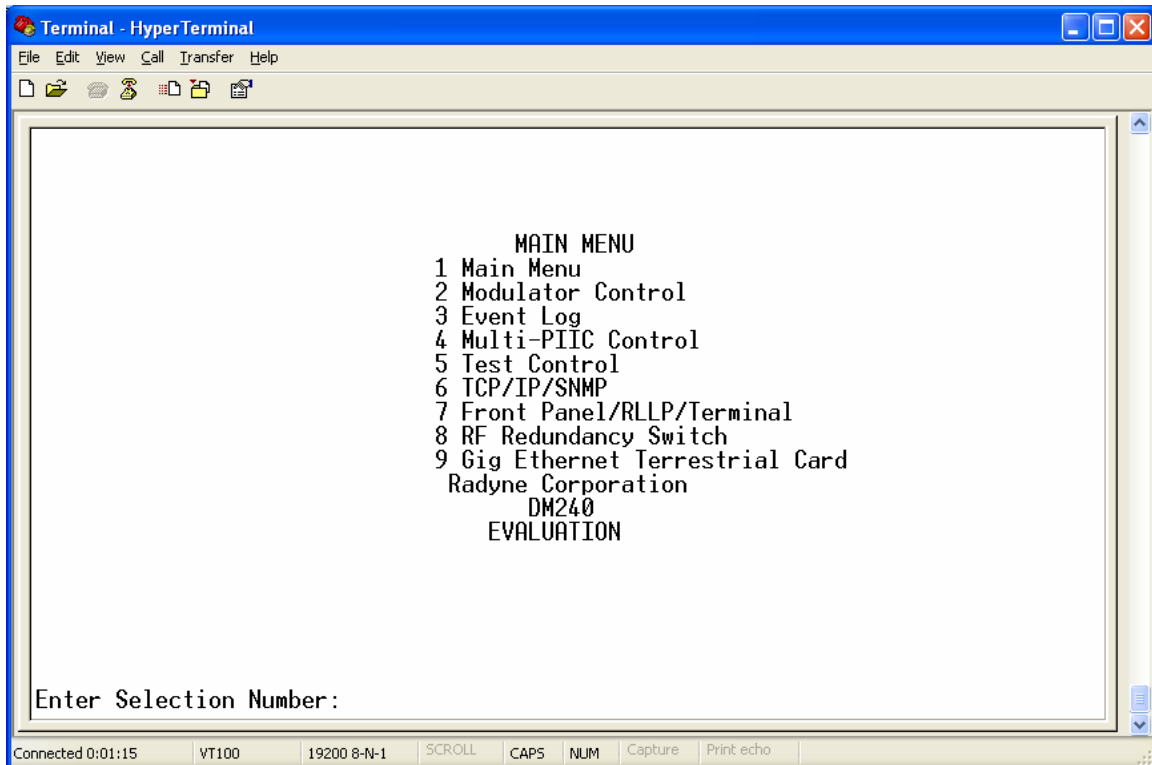 Terminal - HyperTerminal
File Edit View Call Transfer Help
MAIN MENU
1 Main Menu
2 Modulator Control
3 Event Log
4 Multi-PIIC Control
5 Test Control
6 TCP/IP/SNMP
7 Front Panel/RLLP/Terminal
8 RF Redundancy Switch
9 Gig Ethernet Terrestrial Card
Radyne Corporation
DM240
EVALUATION
Enter Selection Number:
Connected 0:01:15 VT100 19200 8-N-1 SCROLL CAPS NUM Capture Print echo